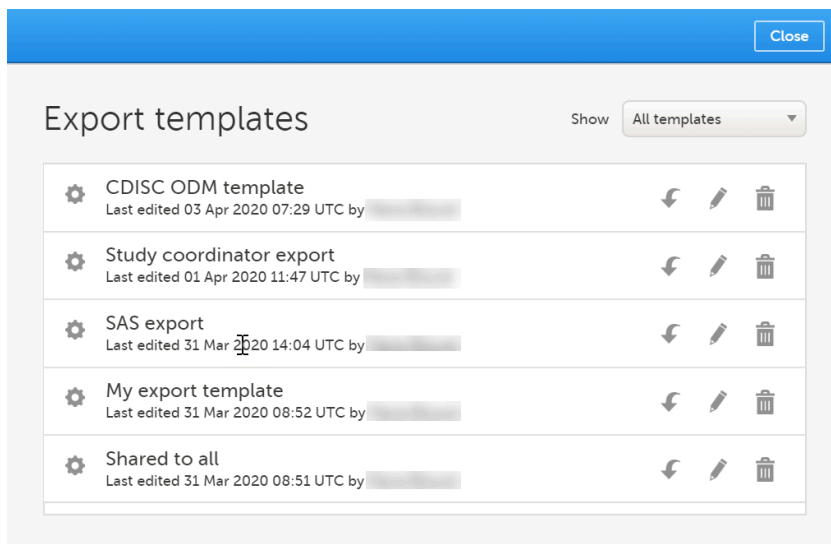 Close
Export templates
Show All templates
CDISC ODM template
Last edited 03 Apr 2020 07:29 UTC by
Study coordinator export
Last edited 01 Apr 2020 11:47 UTC by
SAS export
Last edited 31 Mar 2020 14:04 UTC by
My export template
Last edited 31 Mar 2020 08:52 UTC by
Shared to all
Last edited 31 Mar 2020 08:51 UTC by